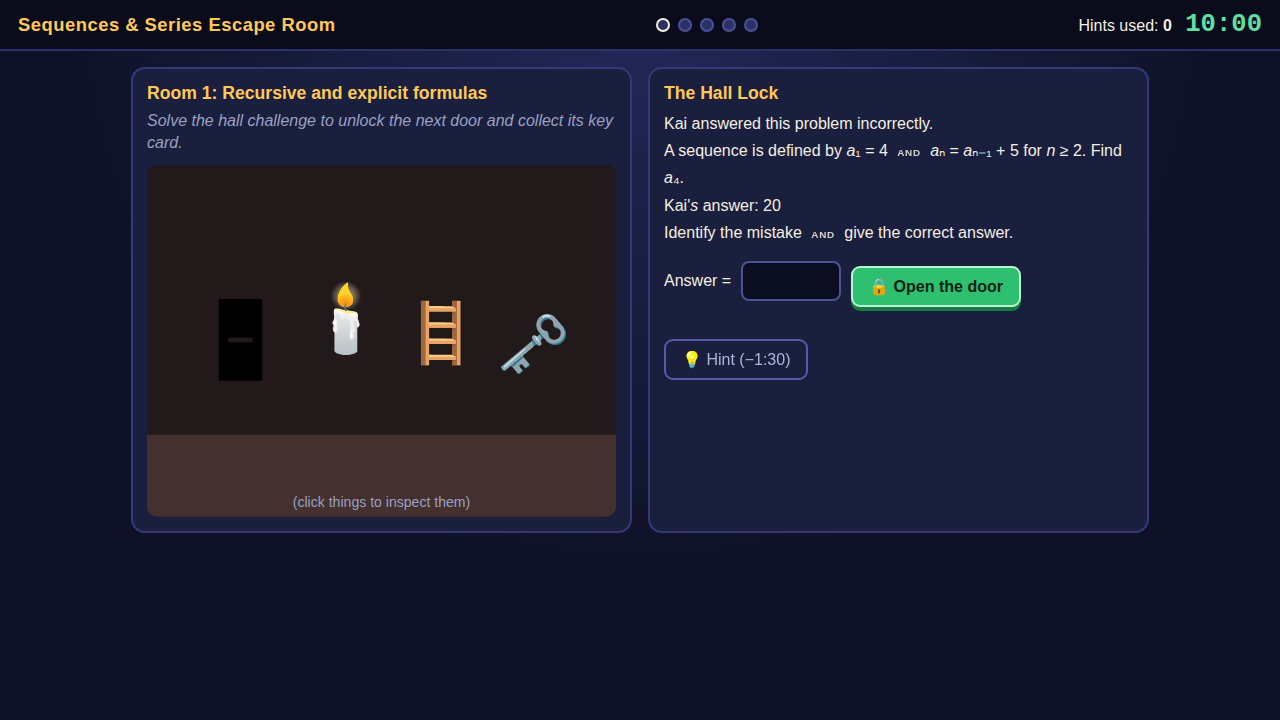 Sequences & Series Escape Room
Hints used: 0 10:00
Room 1: Recursive and explicit formulas
Solve the hall challenge to unlock the next door and collect its key
card.
(click things to inspect them)
The Hall Lock
Kai answered this problem incorrectly.
A sequence is defined by a₁ = 4 AND aₙ = aₙ₋₁ + 5 for n ≥ 2. Find
a₄.
Kai's answer: 20
Identify the mistake AND give the correct answer.
Answer =
🔒 Open the door
💡 Hint (−1:30)